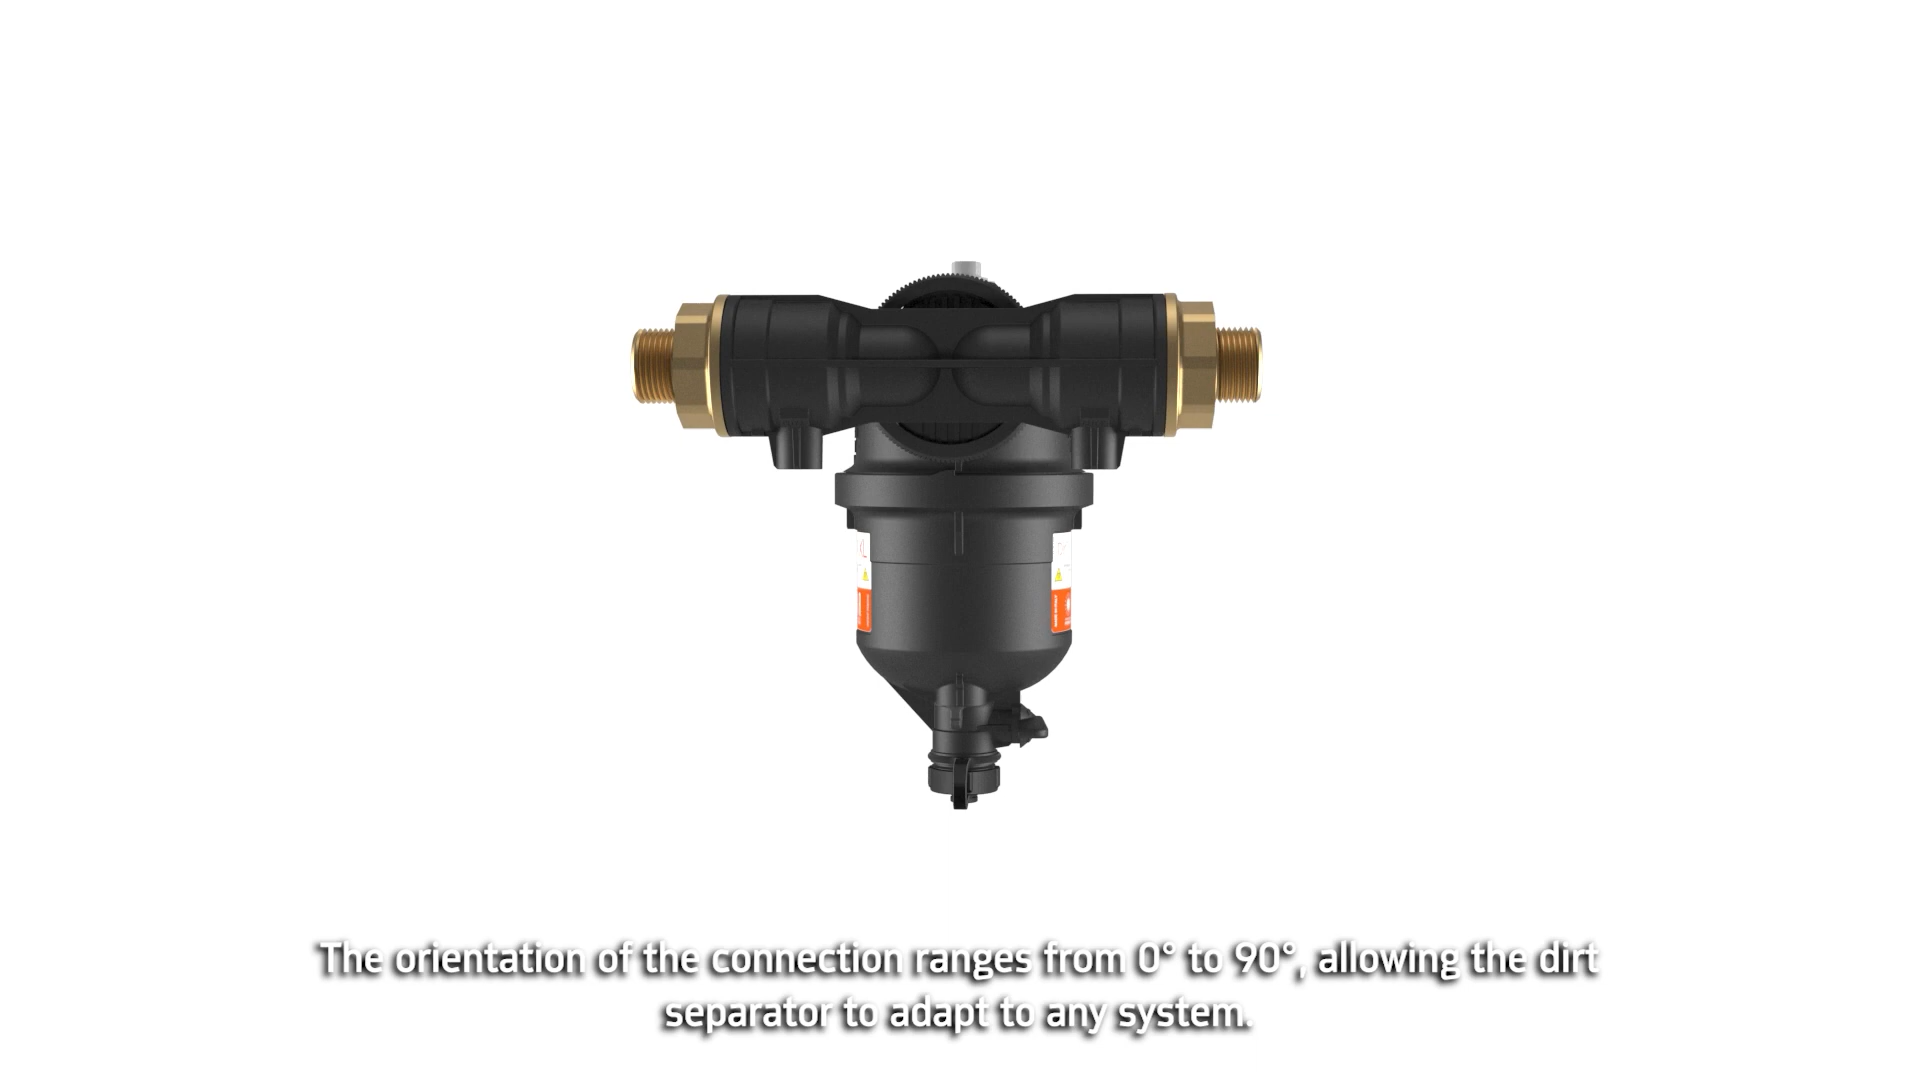 The orientation of the connection ranges from 0° to 90°, allowing the dirt
separator to adapt to any system.